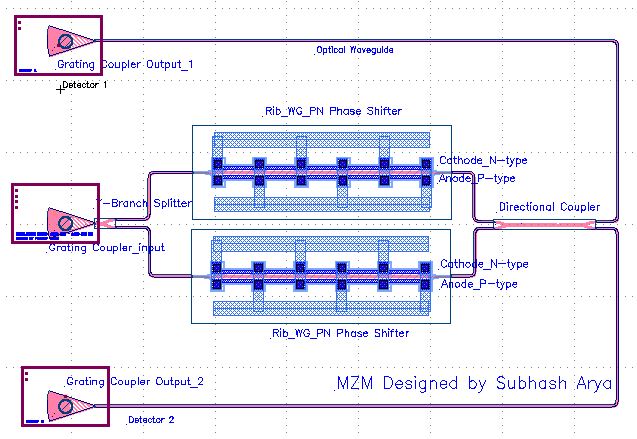 Grating Coupler Output_1
Optical Waveguide
Detector 1
Rib_WG_PN Phase Shifter
Cathode_N-type
Anode_P-type
Y-Branch Splitter
Directional Coupler
Grating Coupler_input
Cathode_N-type
Anode_P-type
Rib_WG_PN Phase Shifter
Grating Coupler Output_2
MZM Designed by Subhash Arya
Detector 2